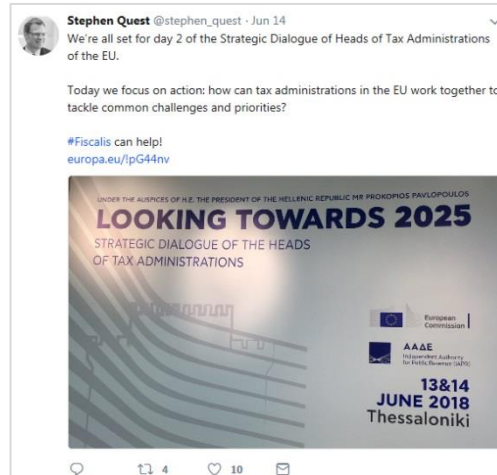 Stephen Quest @stephen_quest · Jun 14
We're all set for day 2 of the Strategic Dialogue of Heads of Tax Administrations
of the EU.
Today we focus on action: how can tax administrations in the EU work together to
tackle common challenges and priorities?
#Fiscalis can help!
europa.eu/!pG44nv
UNDER THE AUSPICES OF H.E. THE PRESIDENT OF THE HELLENIC REPUBLIC MR PROKOPIOS PAVLOPOULOS
LOOKING TOWARDS 2025
STRATEGIC DIALOGUE OF THE HEADS
OF TAX ADMINISTRATIONS
European
Commission
ΑΑΔΕ
Independent Authority
for Public Revenue (IAPR)
13&14
JUNE 2018
Thessaloniki
4
10